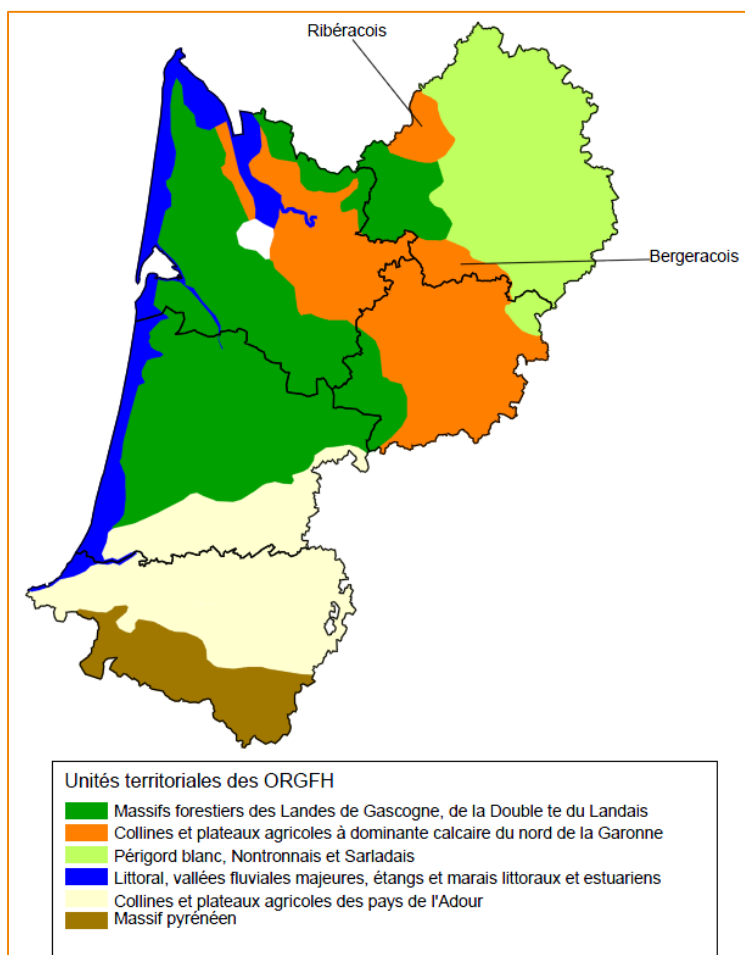 Ribéracois
Bergeracois
Unités territoriales des ORGFH
Massifs forestiers des Landes de Gascogne, de la Double te du Landais
Collines et plateaux agricoles à dominante calcaire du nord de la Garonne
Périgord blanc, Nontronnais et Sarladais
Littoral, vallées fluviales majeures, étangs et marais littoraux et estuariens
Collines et plateaux agricoles des pays de l'Adour
Massif pyrénéen